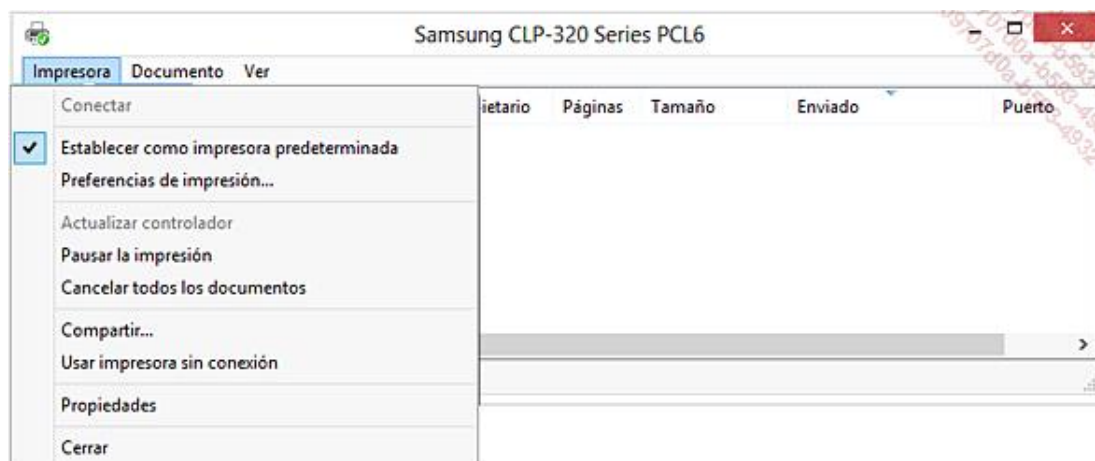 Samsung CLP-320 Series PCL6
Impresora Documento Ver
ietario Páginas Tamaño Enviado Puerto
Conectar
Establecer como impresora predeterminada
Preferencias de impresión...
Actualizar controlador
Pausar la impresión
Cancelar todos los documentos
Compartir...
Usar impresora sin conexión
Propiedades
Cerrar